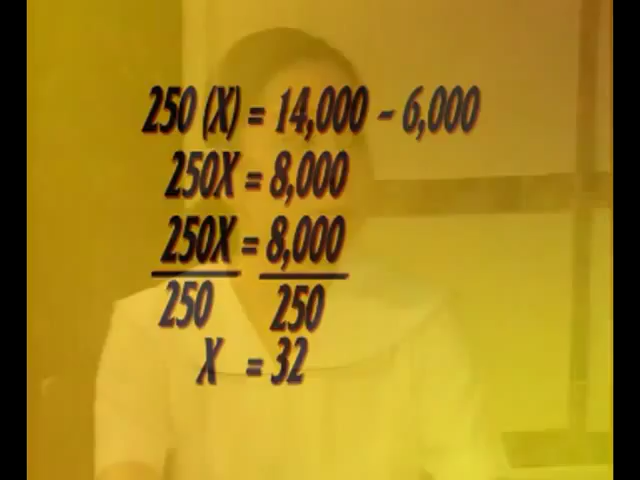 250 (X) = 14,000 - 6,000
250X = 8,000
250X = 8,000
250 250
X = 32